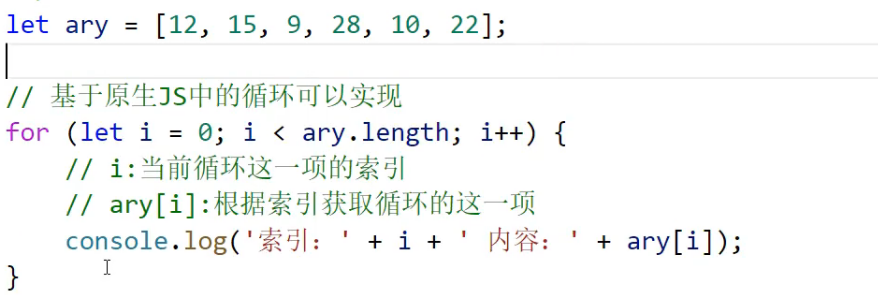 let ary = [12, 15, 9, 28, 10, 22];
// 基于原生JS中的循环可以实现
for (let i = 0; i < ary.length; i++) {
// i:当前循环这一项的索引
// ary[i]:根据索引获取循环的这一项
console.log('索引：' + i + ' 内容：' + ary[i]);
}